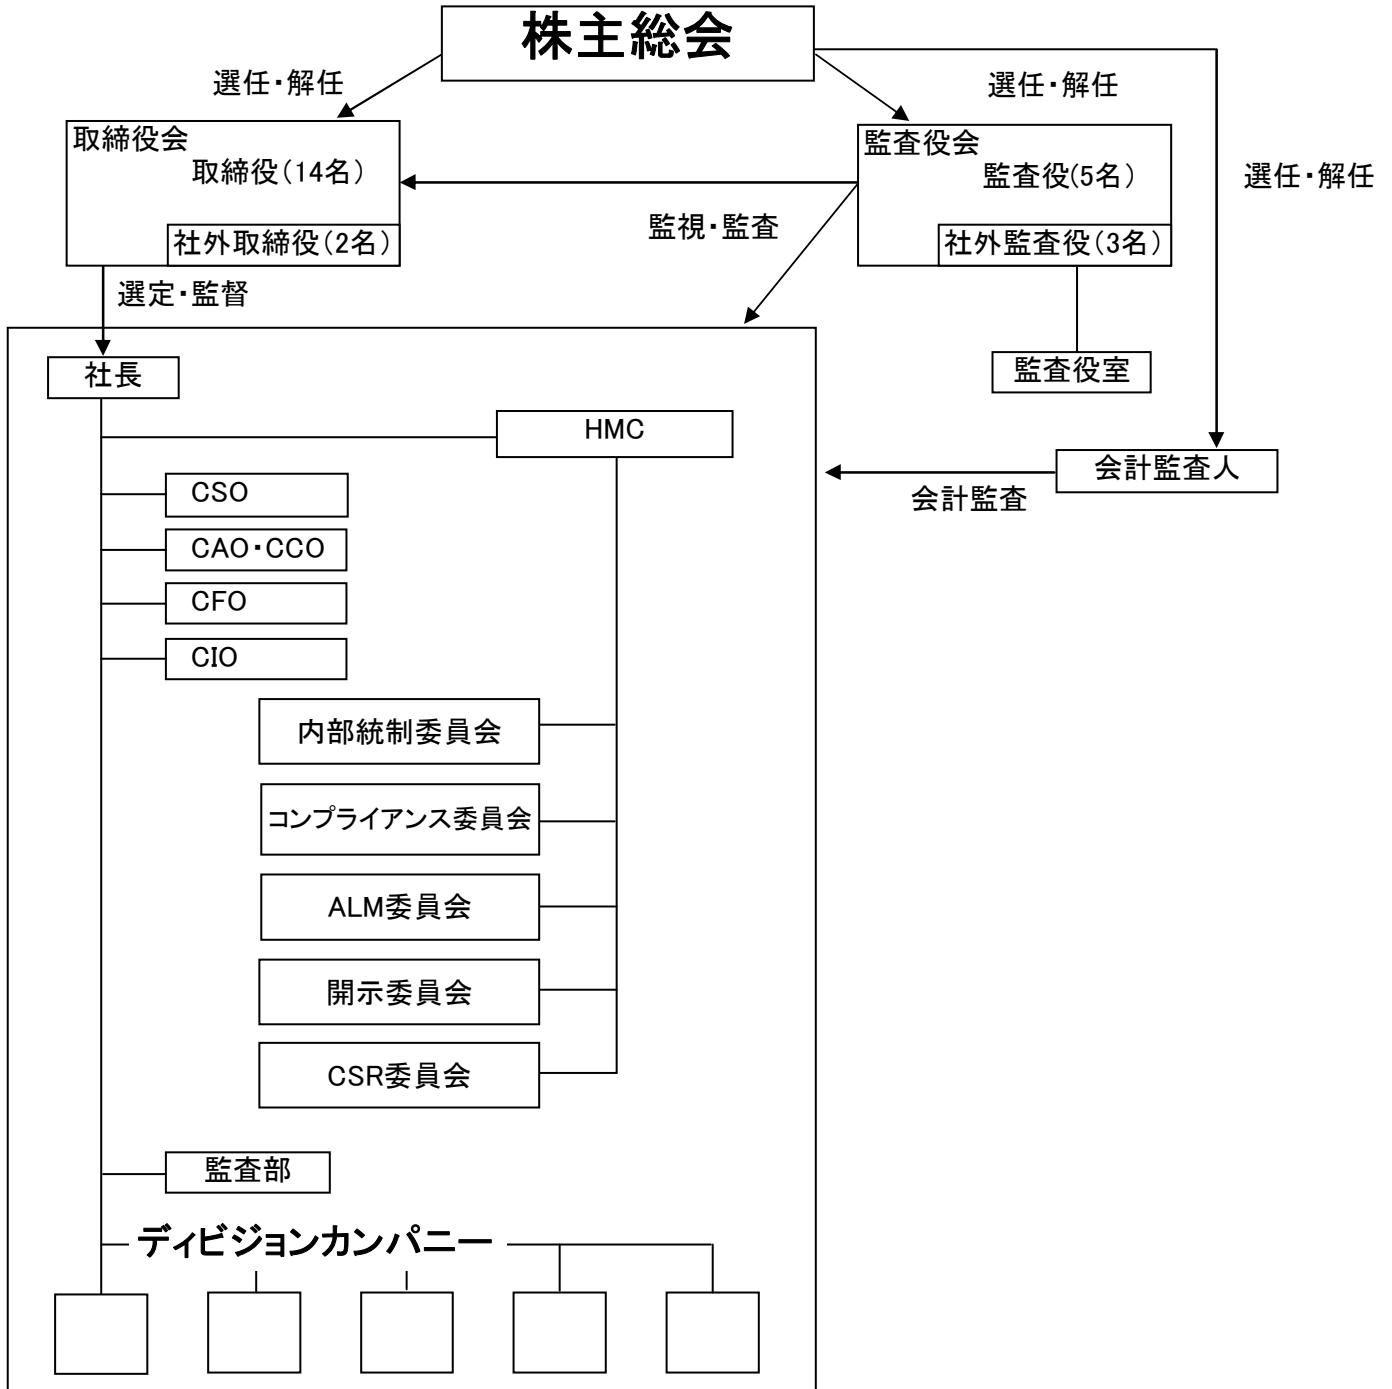 株主総会
選任・解任
選任・解任
取締役会
取締役(14名)
社外取締役(2名)
監査役会
監査役(5名)
社外監査役(3名)
選任・解任
監視・監査
選定・監督
社長
監査役室
HMC
会計監査人
会計監査
CSO
CAO・CCO
CFO
CIO
内部統制委員会
コンプライアンス委員会
ALM委員会
開示委員会
CSR委員会
監査部
ディビジョンカンパニー